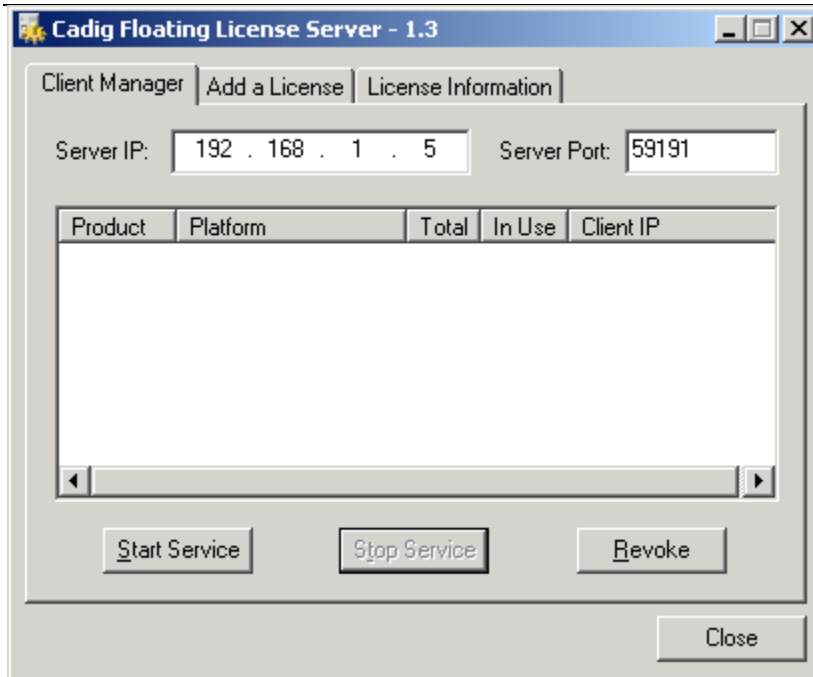 Cadig Floating License Server - 1.3
Client Manager Add a License License Information
Server IP: 192 . 168 . 1 . 5 Server Port: 59191
Product Platform Total In Use Client IP
Start Service Stop Service Revoke
Close